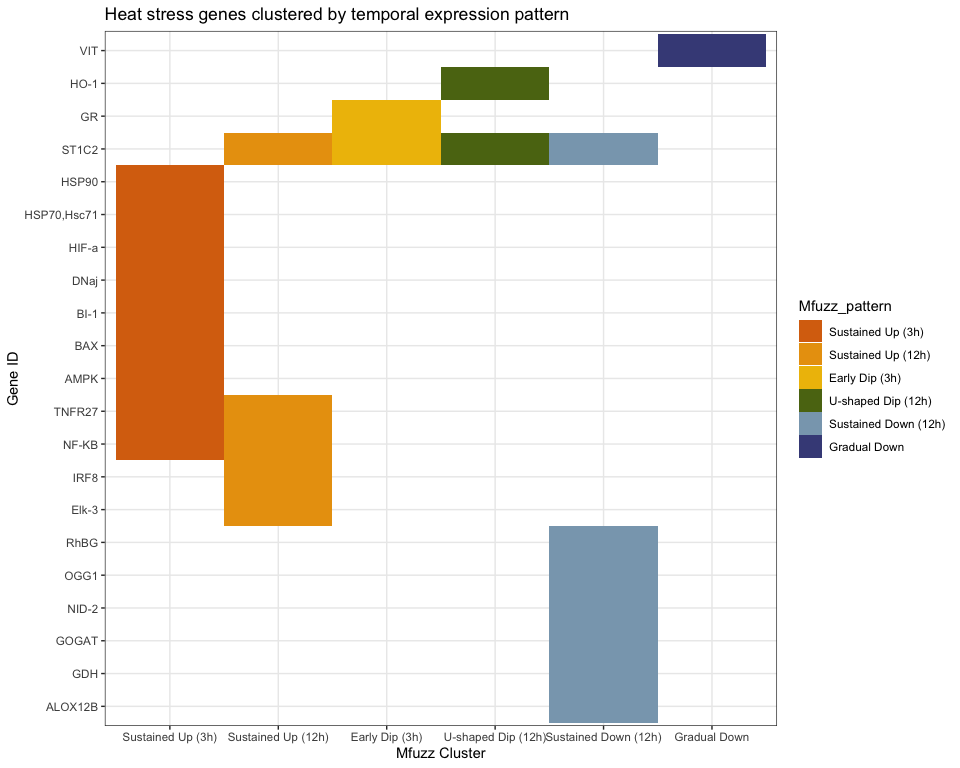 Heat stress genes clustered by temporal expression pattern
Gene ID
VIT
HO-1
GR
ST1C2
HSP90
HSP70,Hsc71
HIF-a
DNaj
BI-1
BAX
AMPK
TNFR27
NF-KB
IRF8
Elk-3
RhBG
OGG1
NID-2
GOGAT
GDH
ALOX12B
Sustained Up (3h) Sustained Up (12h) Early Dip (3h) U-shaped Dip (12h) Sustained Down (12h) Gradual Down
Mfuzz Cluster
Mfuzz_pattern
Sustained Up (3h)
Sustained Up (12h)
Early Dip (3h)
U-shaped Dip (12h)
Sustained Down (12h)
Gradual Down